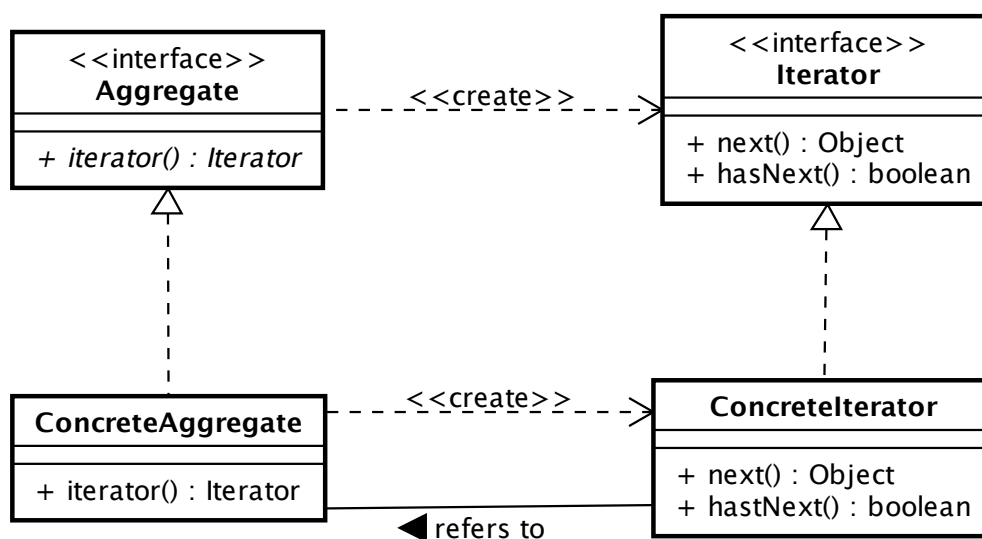 <<interface>>
Aggregate
+ iterator() : Iterator
<<create>>
<<interface>>
Iterator
+ next() : Object
+ hasNext() : boolean
ConcreteAggregate
+ iterator() : Iterator
<<create>>
ConcreteIterator
+ next() : Object
+ hastNext() : boolean
refers to